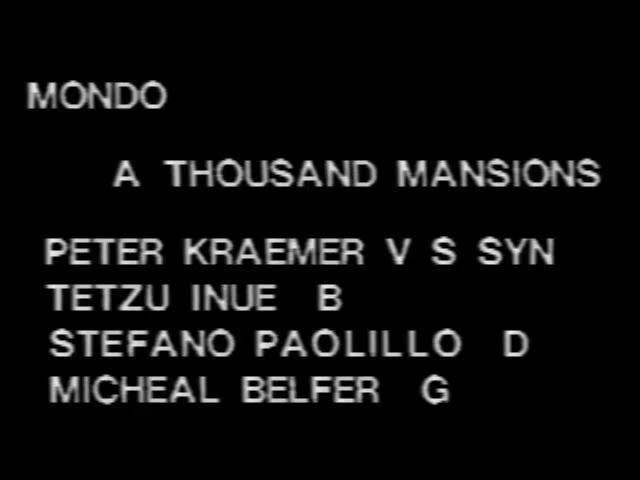 MONDO
A THOUSAND MANSIONS
PETER KRAEMER V S SYN
TETZU INUE B
STEFANO PAOLILLO D
MICHEAL BELFER G